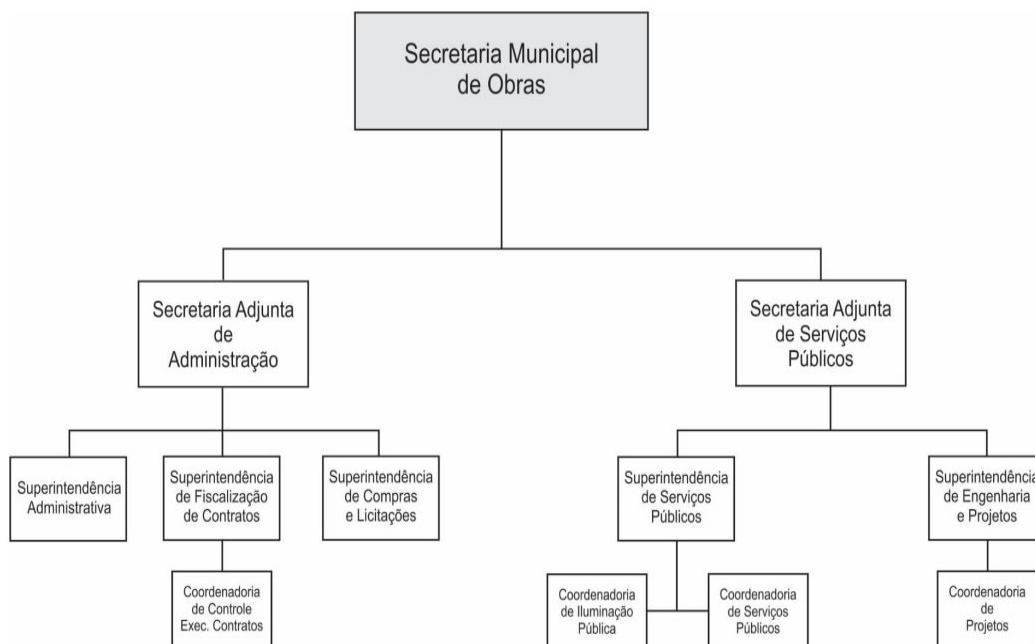 Secretaria Municipal
de Obras
Secretaria Adjunta
de
Administração
Secretaria Adjunta
de Serviços
Públicos
Superintendência
Administrativa
Superintendência
de Fiscalização
de Contratos
Superintendência
de Compras
e Licitações
Superintendência
de Serviços
Públicos
Superintendência
de Engenharia
e Projetos
Coordenadoria
de Controle
Exec. Contratos
Coordenadoria
de Iluminação
Pública
Coordenadoria
de Serviços
Públicos
Coordenadoria
de
Projetos